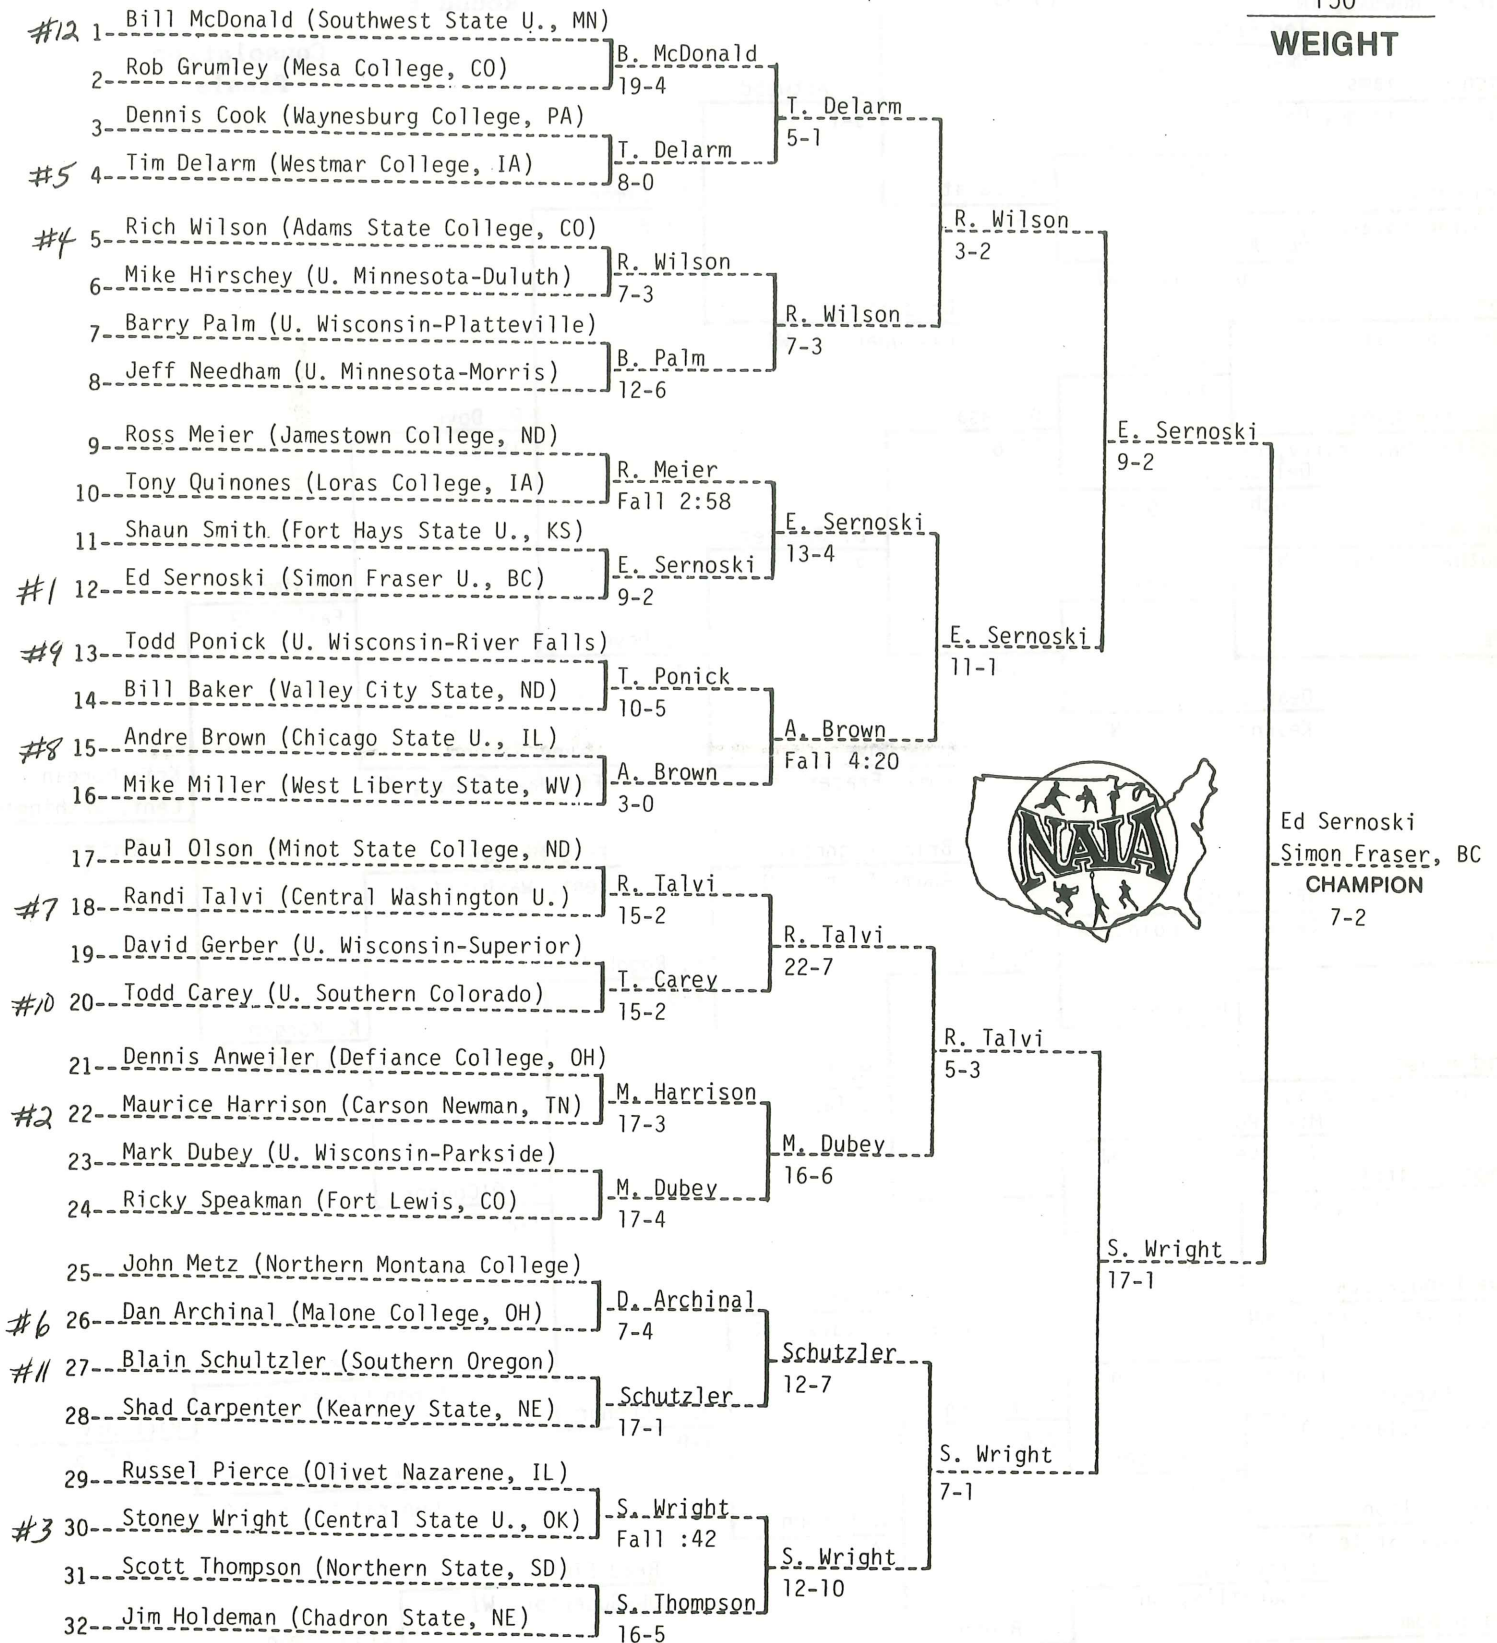 150
WEIGHT
#12 1 Bill McDonald (Southwest State U., MN)
2 Rob Grumley (Mesa College, CO)
3 Dennis Cook (Waynesburg College, PA)
#5 4 Tim Delarm (Westmar College, IA)
#4 5 Rich Wilson (Adams State College, CO)
6 Mike Hirschey (U. Minnesota-Duluth)
7 Barry Palm (U. Wisconsin-Platteville)
8 Jeff Needham (U. Minnesota-Morris)
9 Ross Meier (Jamestown College, ND)
10 Tony Quinones (Loras College, IA)
11 Shaun Smith (Fort Hays State U., KS)
#1 12 Ed Sernoski (Simon Fraser U., BC)
#9 13 Todd Ponick (U. Wisconsin-River Falls)
14 Bill Baker (Valley City State, ND)
#8 15 Andre Brown (Chicago State U., IL)
16 Mike Miller (West Liberty State, WV)
17 Paul Olson (Minot State College, ND)
#7 18 Randi Talvi (Central Washington U.)
19 David Gerber (U. Wisconsin-Superior)
#10 20 Todd Carey (U. Southern Colorado)
21 Dennis Anweiler (Defiance College, OH)
#2 22 Maurice Harrison (Carson Newman, TN)
23 Mark Dubey (U. Wisconsin-Parkside)
24 Ricky Speakman (Fort Lewis, CO)
25 John Metz (Northern Montana College)
#6 26 Dan Archinal (Malone College, OH)
#11 27 Blain Schultzler (Southern Oregon)
28 Shad Carpenter (Kearney State, NE)
29 Russel Pierce (Olivet Nazarene, IL)
#3 30 Stoney Wright (Central State U., OK)
31 Scott Thompson (Northern State, SD)
32 Jim Holdeman (Chadron State, NE)
B. McDonald
19-4
T. Delarm
8-0
R. Wilson
7-3
B. Palm
12-6
R. Meier
Fall 2:58
E. Sernoski
9-2
T. Ponick
10-5
A. Brown
3-0
R. Talvi
15-2
T. Carey
15-2
M. Harrison
17-3
M. Dubey
17-4
D. Archinal
7-4
Schutzler
17-1
S. Wright
Fall :42
S. Thompson
16-5
T. Delarm
5-1
R. Wilson
7-3
E. Sernoski
13-4
A. Brown
Fall 4:20
R. Talvi
22-7
M. Dubey
16-6
Schutzler
12-7
S. Wright
12-10
R. Wilson
3-2
E. Sernoski
11-1
R. Talvi
5-3
S. Wright
7-1
E. Sernoski
9-2
S. Wright
17-1
NAIA
Ed Sernoski
Simon Fraser, BC
CHAMPION
7-2